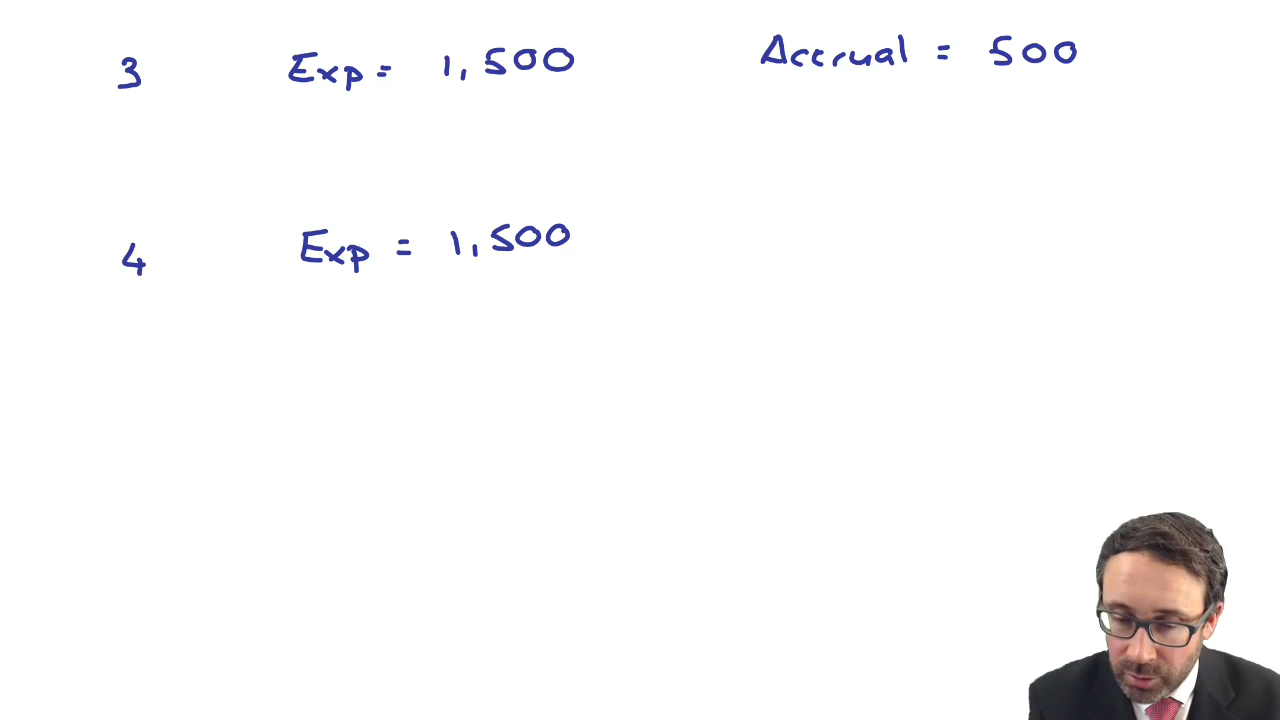 3 Exp = 1,500 Accrual = 500
4 Exp = 1,500